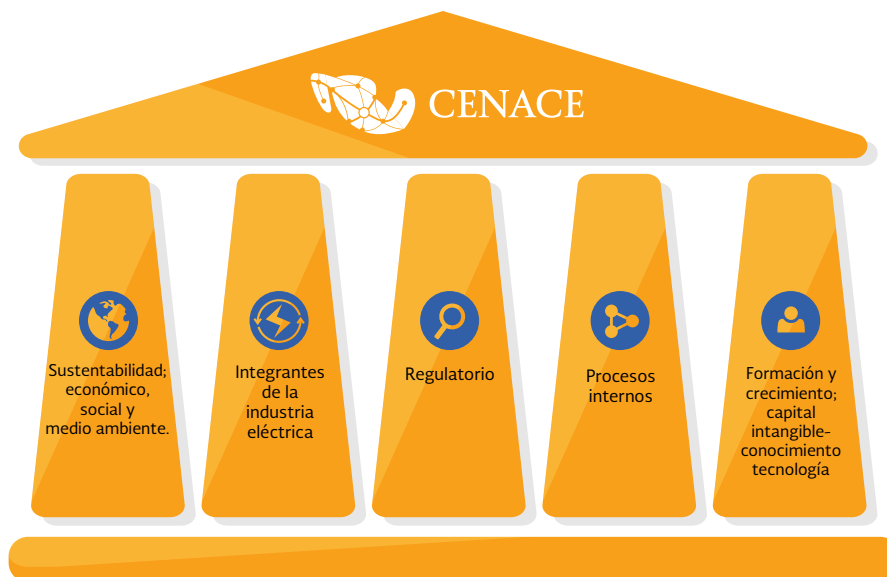 CENACE
Sustentabilidad;
económico,
social y
medio ambiente.
Integrantes
de la
industria
eléctrica
Regulatorio
Procesos
internos
Formación y
crecimiento;
capital
intangible-
conocimiento
tecnología